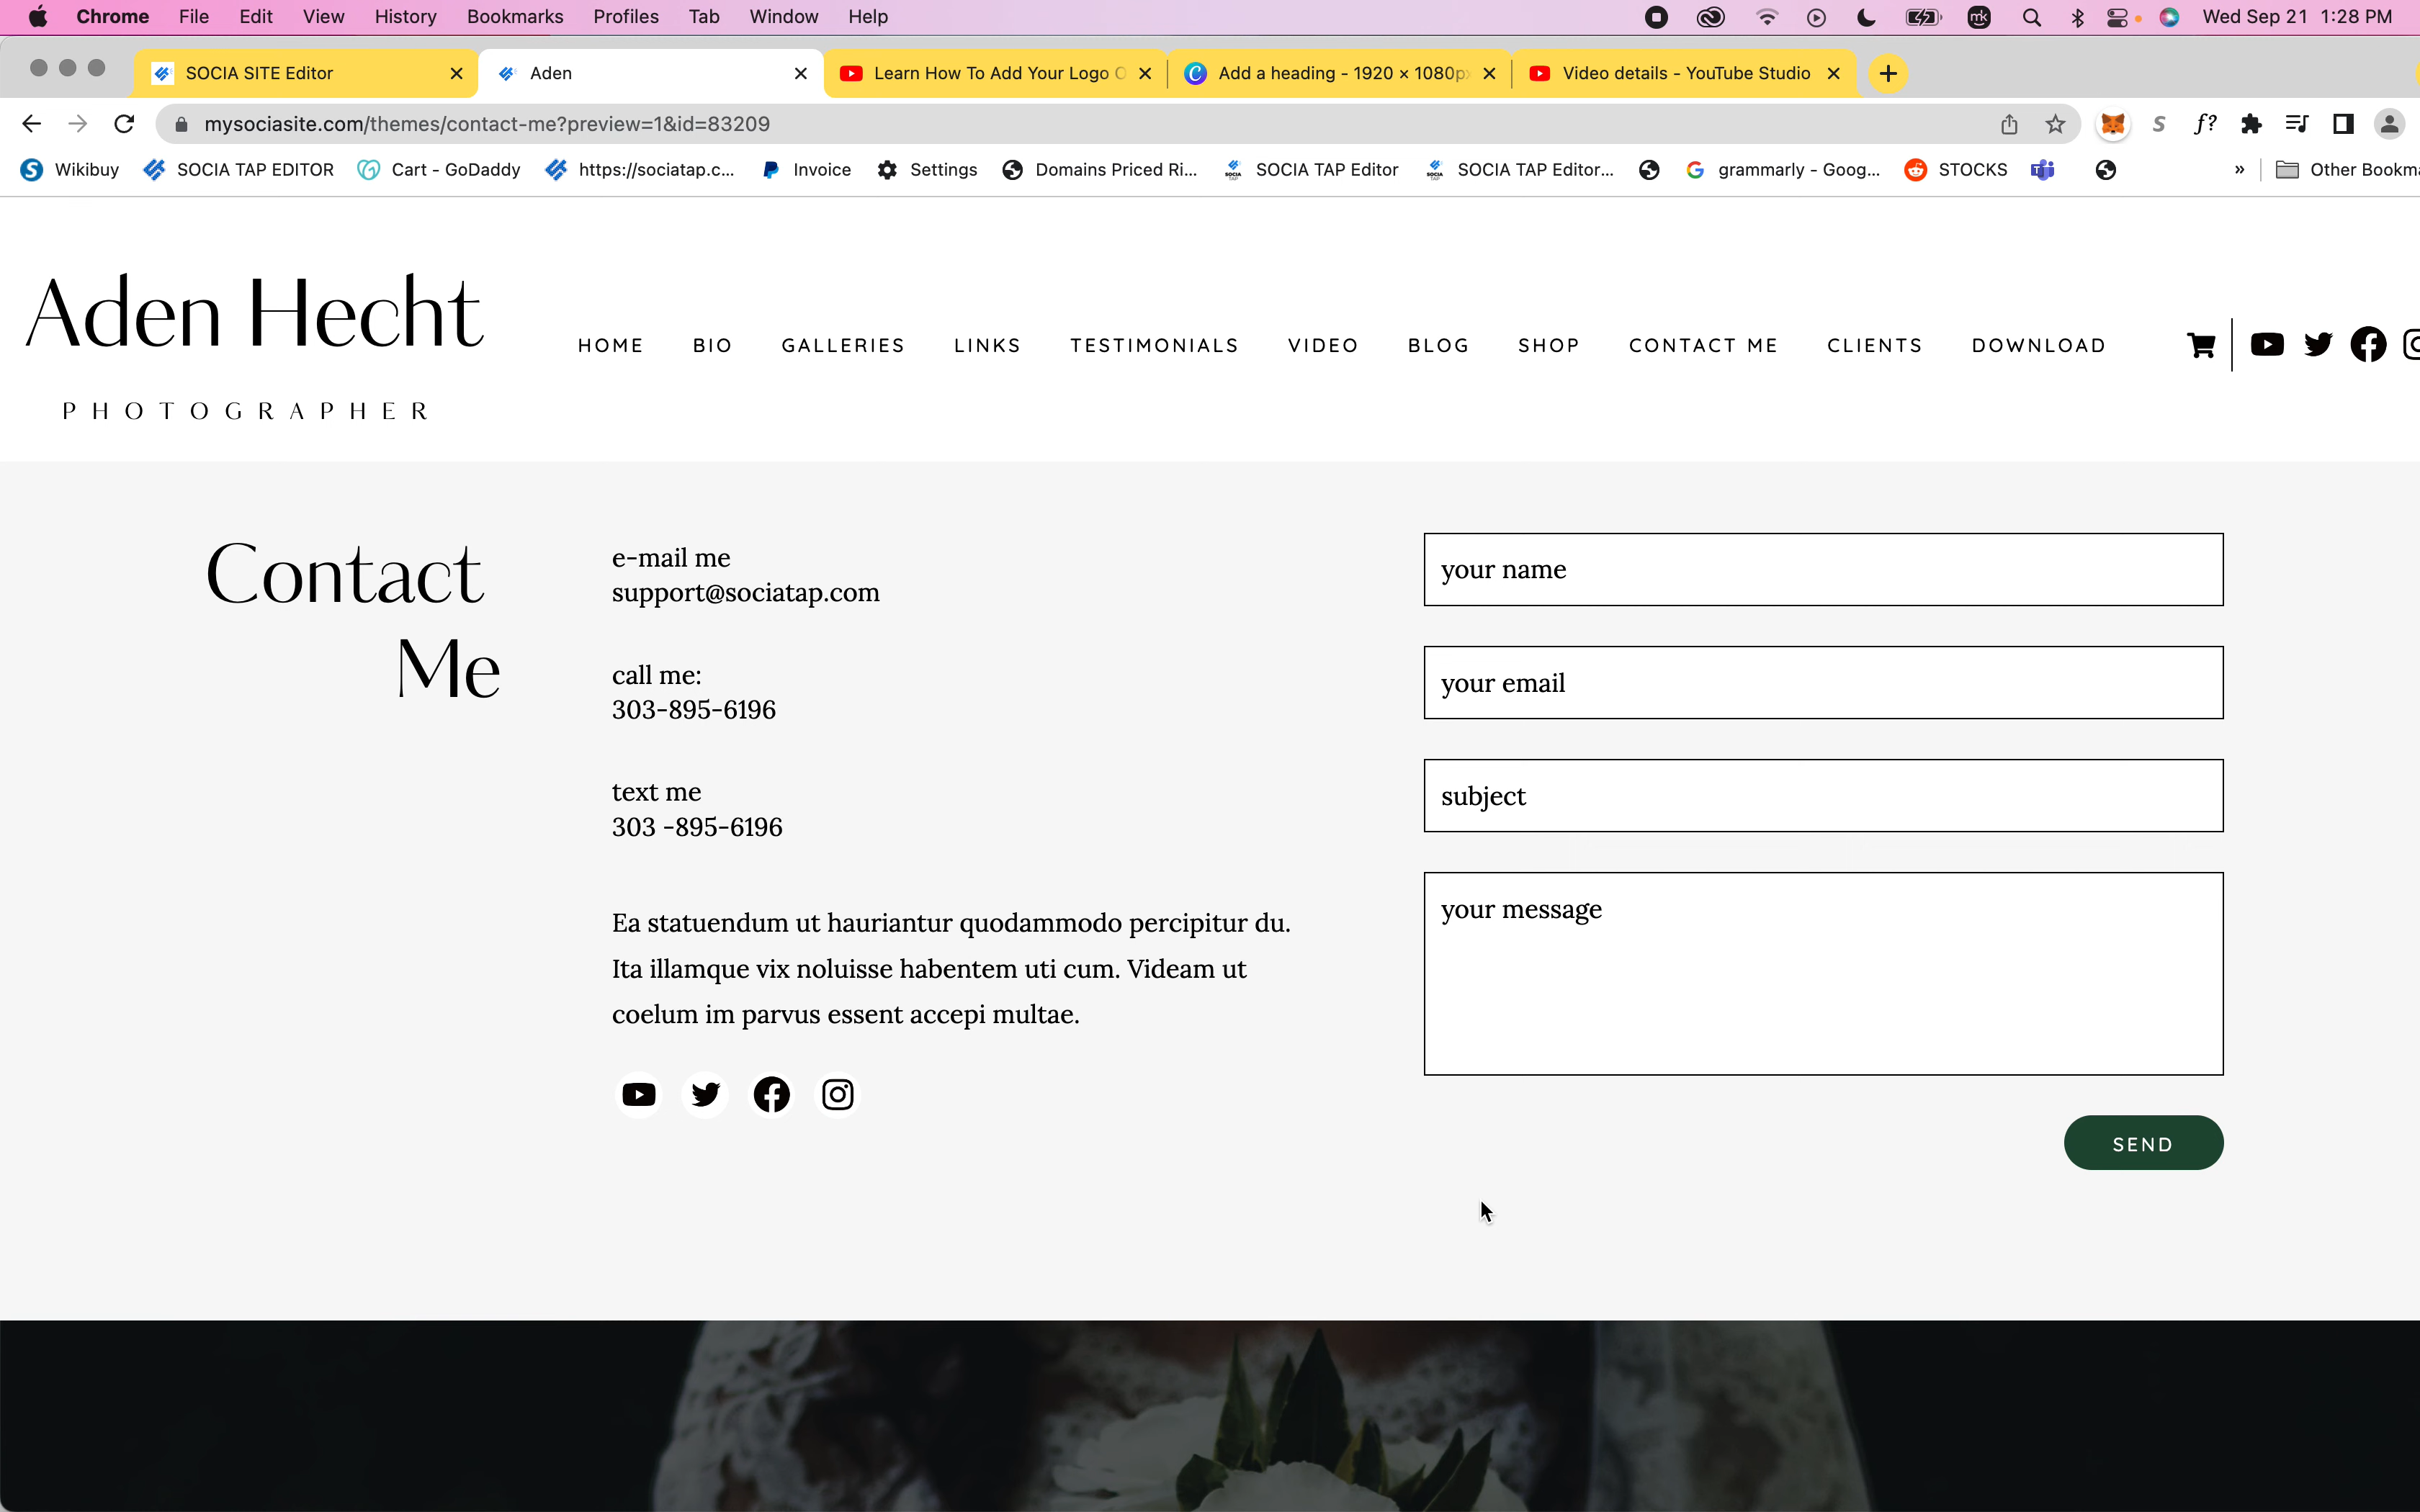 Chrome File Edit View History Bookmarks Profiles Tab Window Help Wed Sep 21 1:28 PM
SOCIA SITE Editor Aden Learn How To Add Your Logo Add a heading - 1920 × 1080p Video details - YouTube Studio
mysociasite.com/themes/contact-me?preview=1&id=83209
Wikibuy SOCIA TAP EDITOR Cart - GoDaddy https://sociatap.c... Invoice Settings Domains Priced Ri... SOCIA TAP Editor SOCIA TAP Editor... grammarly - Goog... STOCKS » Other Bookma
Aden Hecht
PHOTOGRAPHER
HOME BIO GALLERIES LINKS TESTIMONIALS VIDEO BLOG SHOP CONTACT ME CLIENTS DOWNLOAD
Contact
Me
e-mail me
support@sociatap.com
call me:
303-895-6196
text me
303 -895-6196
Ea statuendum ut hauriantur quodammodo percipitur du.
Ita illamque vix noluisse habentem uti cum. Videam ut
coelum im parvus essent accepi multae.
your name
your email
subject
your message
SEND